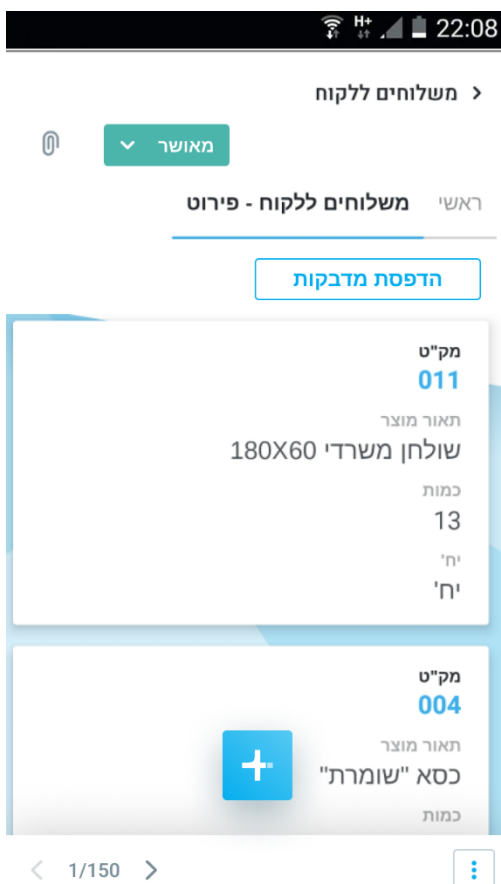 H+ 22:08
משלוחים ללקוח
מאושר
ראשי משלוחים ללקוח - פירוט
הדפסת מדבקות
מק"ט
011
תאור מוצר
שולחן משרדי 180X60
כמות
13
יח'
יח'
מק"ט
004
תאור מוצר
כסא "שומרת"
כמות
1/150